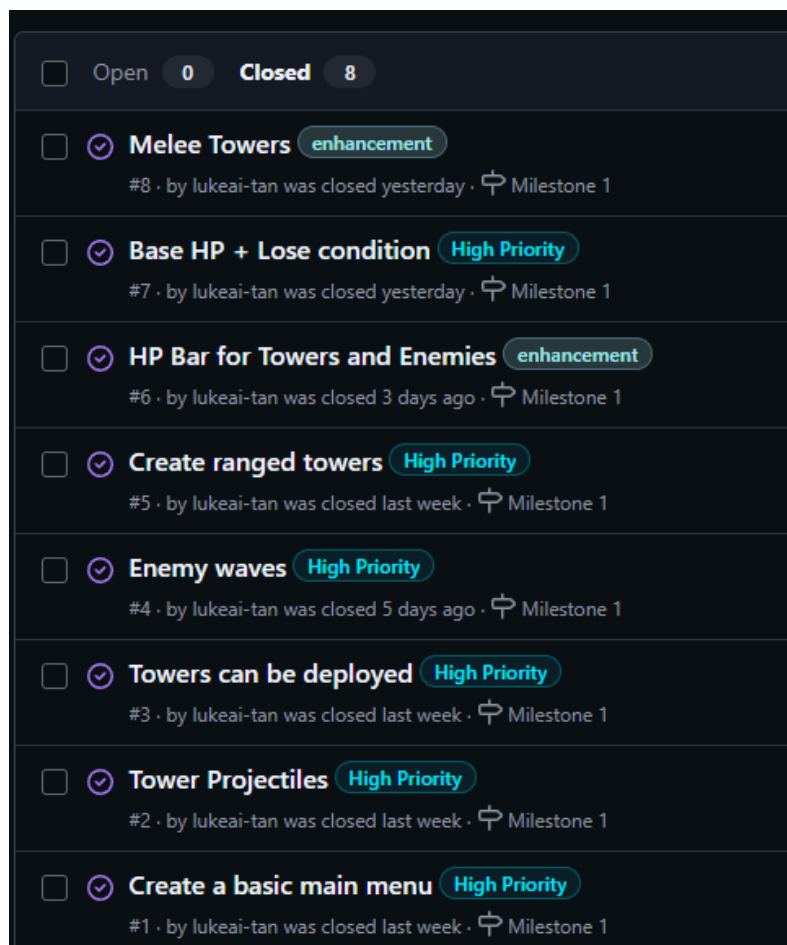 Open 0 Closed 8
Melee Towers enhancement
#8 · by lukeai-tan was closed yesterday · Milestone 1
Base HP + Lose condition High Priority
#7 · by lukeai-tan was closed yesterday · Milestone 1
HP Bar for Towers and Enemies enhancement
#6 · by lukeai-tan was closed 3 days ago · Milestone 1
Create ranged towers High Priority
#5 · by lukeai-tan was closed last week · Milestone 1
Enemy waves High Priority
#4 · by lukeai-tan was closed 5 days ago · Milestone 1
Towers can be deployed High Priority
#3 · by lukeai-tan was closed last week · Milestone 1
Tower Projectiles High Priority
#2 · by lukeai-tan was closed last week · Milestone 1
Create a basic main menu High Priority
#1 · by lukeai-tan was closed last week · Milestone 1